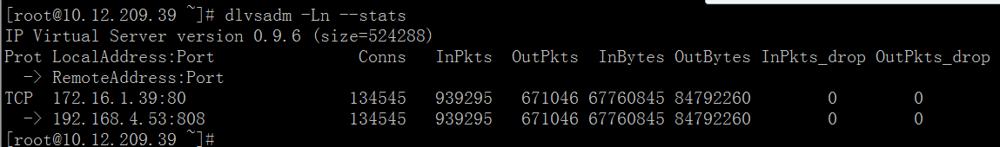 [root@10.12.209.39 ~]# dlvsadm -Ln --stats
IP Virtual Server version 0.9.6 (size=524288)
Prot LocalAddress:Port Conns InPkts OutPkts InBytes OutBytes InPkts_drop OutPkts_drop
-> RemoteAddress:Port
TCP 172.16.1.39:80 134545 939295 671046 67760845 84792260 0 0
-> 192.168.4.53:808 134545 939295 671046 67760845 84792260 0 0
[root@10.12.209.39 ~]#